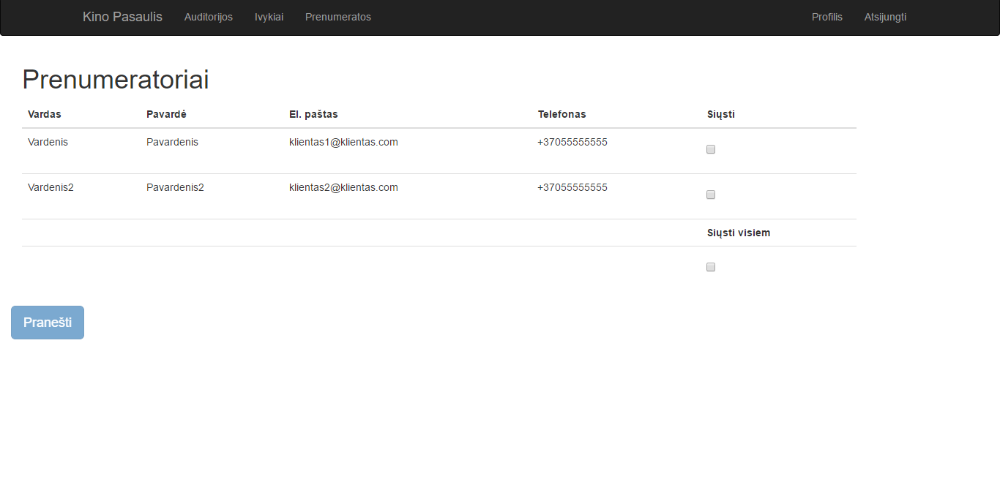 Kino Pasaulis Auditorijos Ivykiai Prenumeratos Profilis Atsijungti
Prenumeratoriai
Vardas Pavardė El. paštas Telefonas Siųsti
Vardenis Pavardenis klientas1@klientas.com +37055555555
Vardenis2 Pavardenis2 klientas2@klientas.com +37055555555
Siųsti visiem
Pranešti